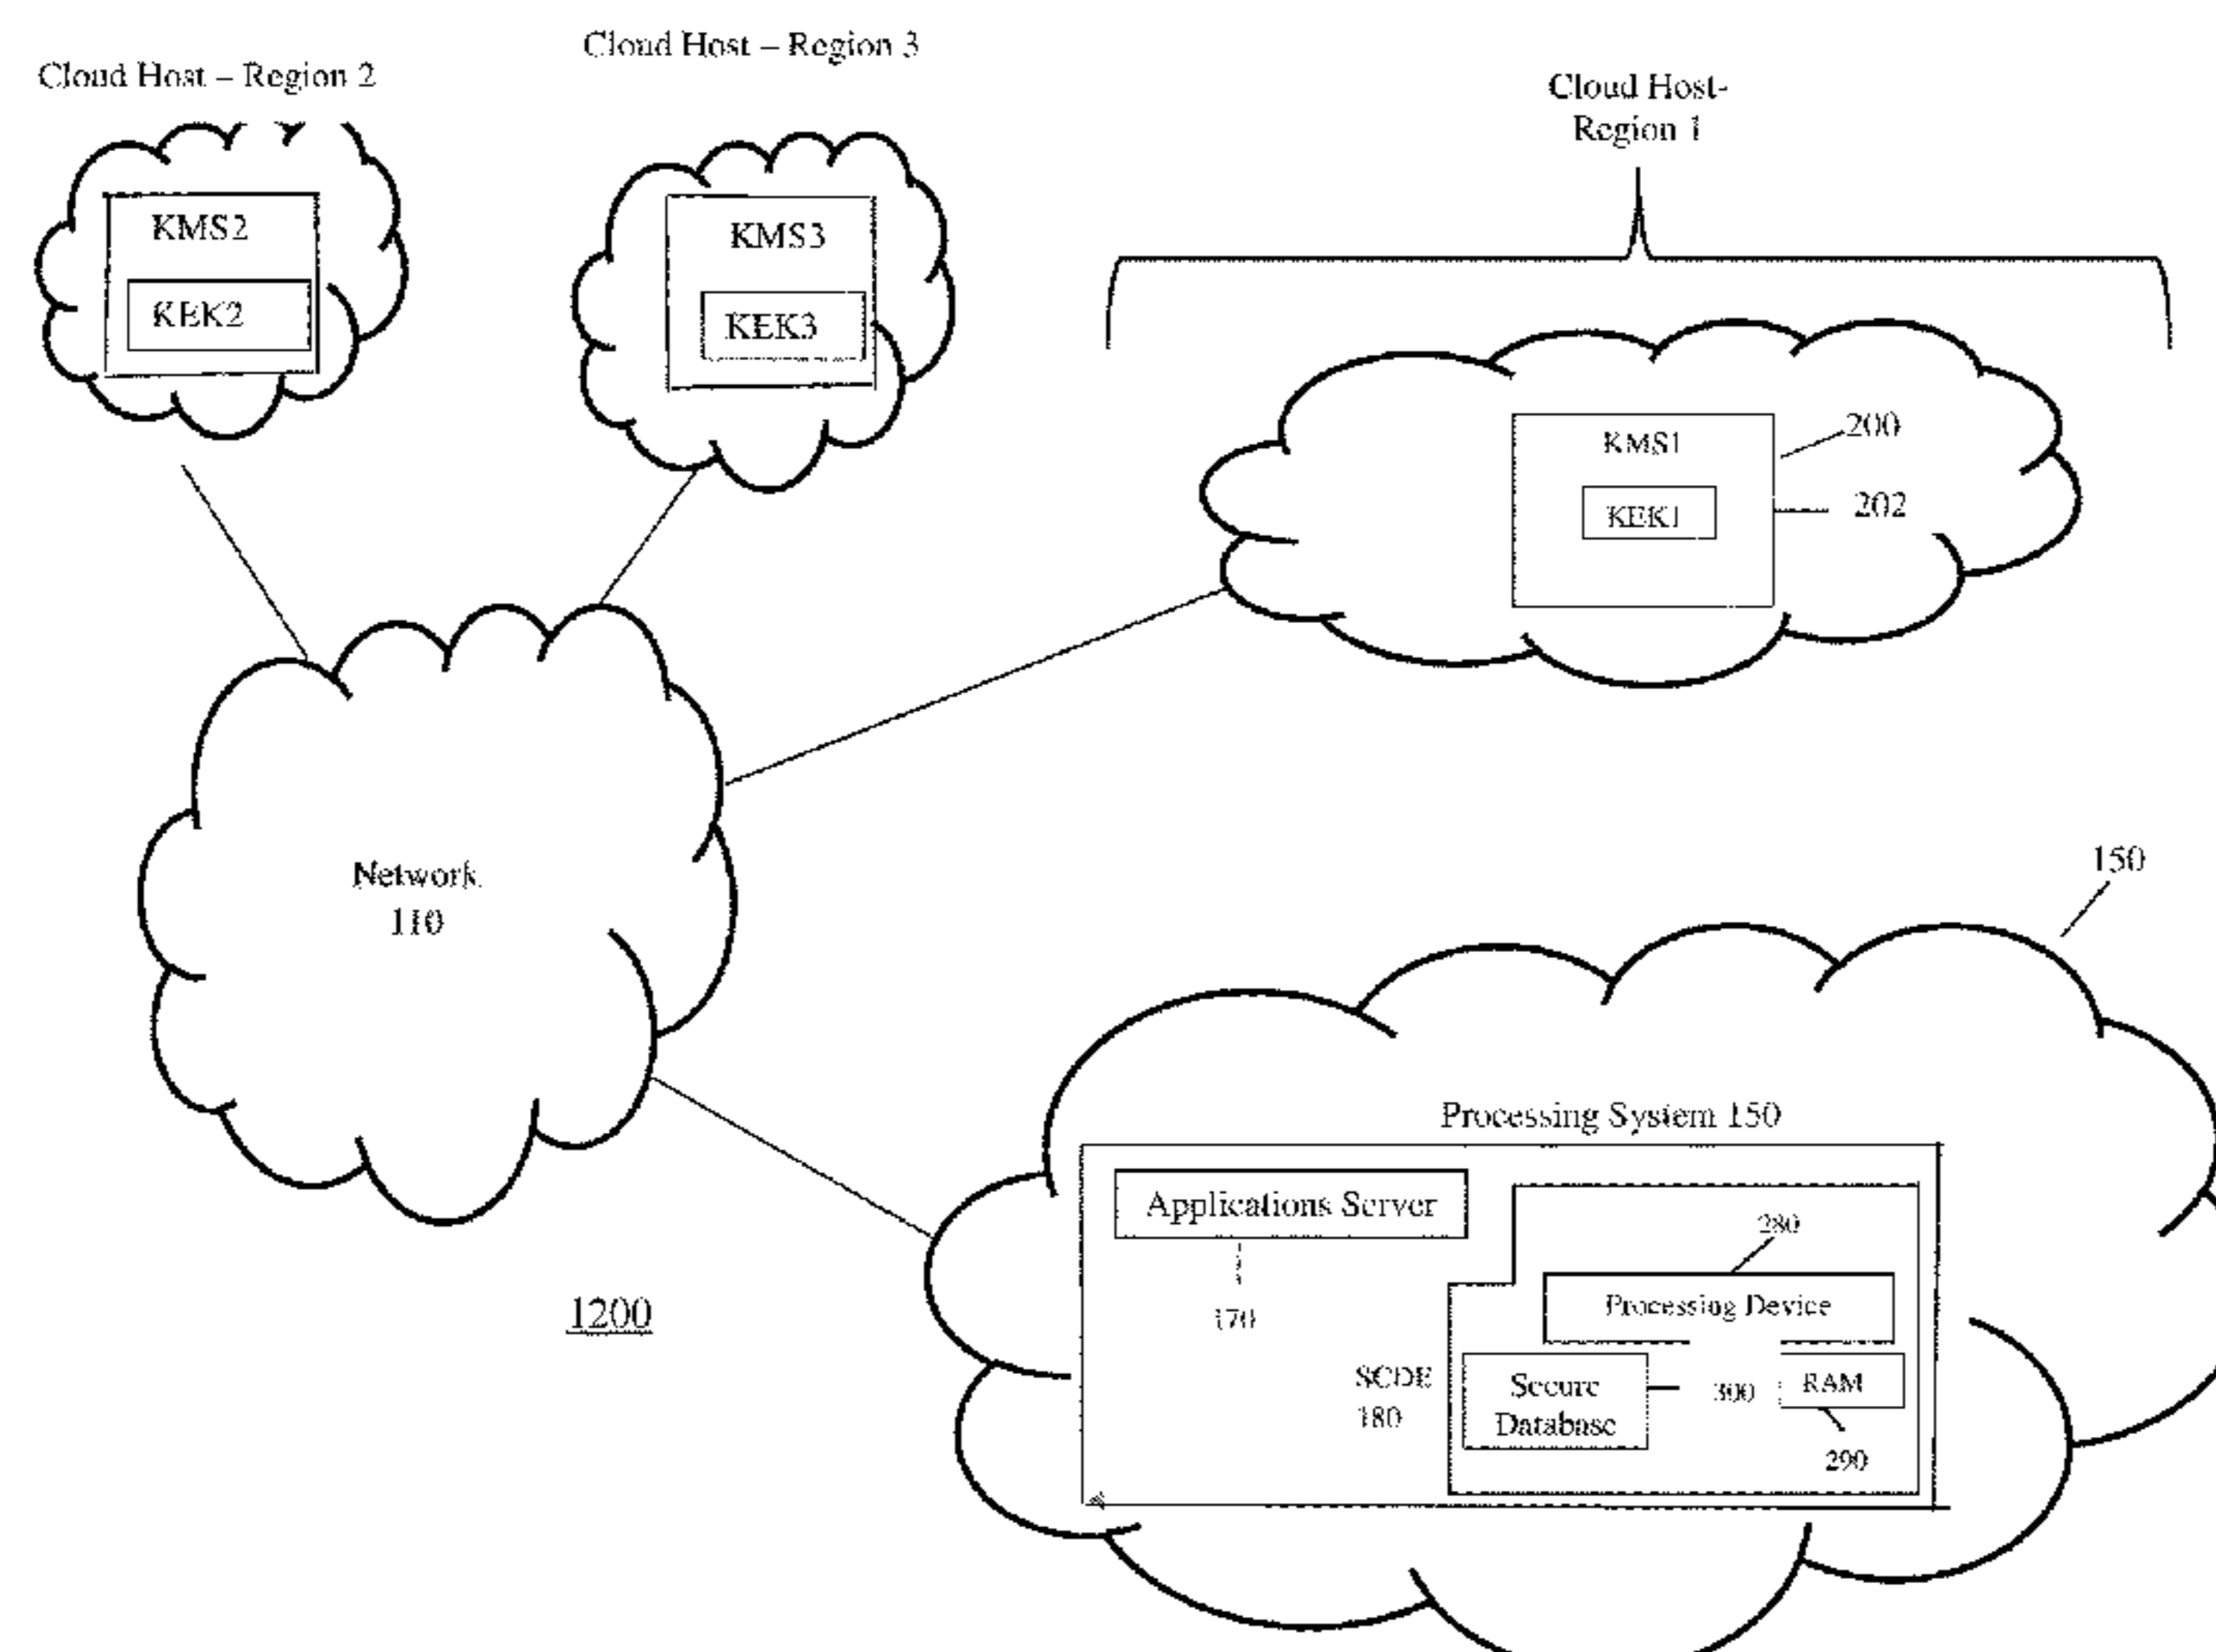 Cloud Host – Region 2
Cloud Host – Region 3
Cloud Host-
Region 1
KMS2
KEK2
KMS3
KEK3
KMS1
200
KEK1
202
Network
110
150
Processing System 150
Applications Server
280
170
Processing Device
1200
SCDE
180
Secure
Database
300
RAM
290